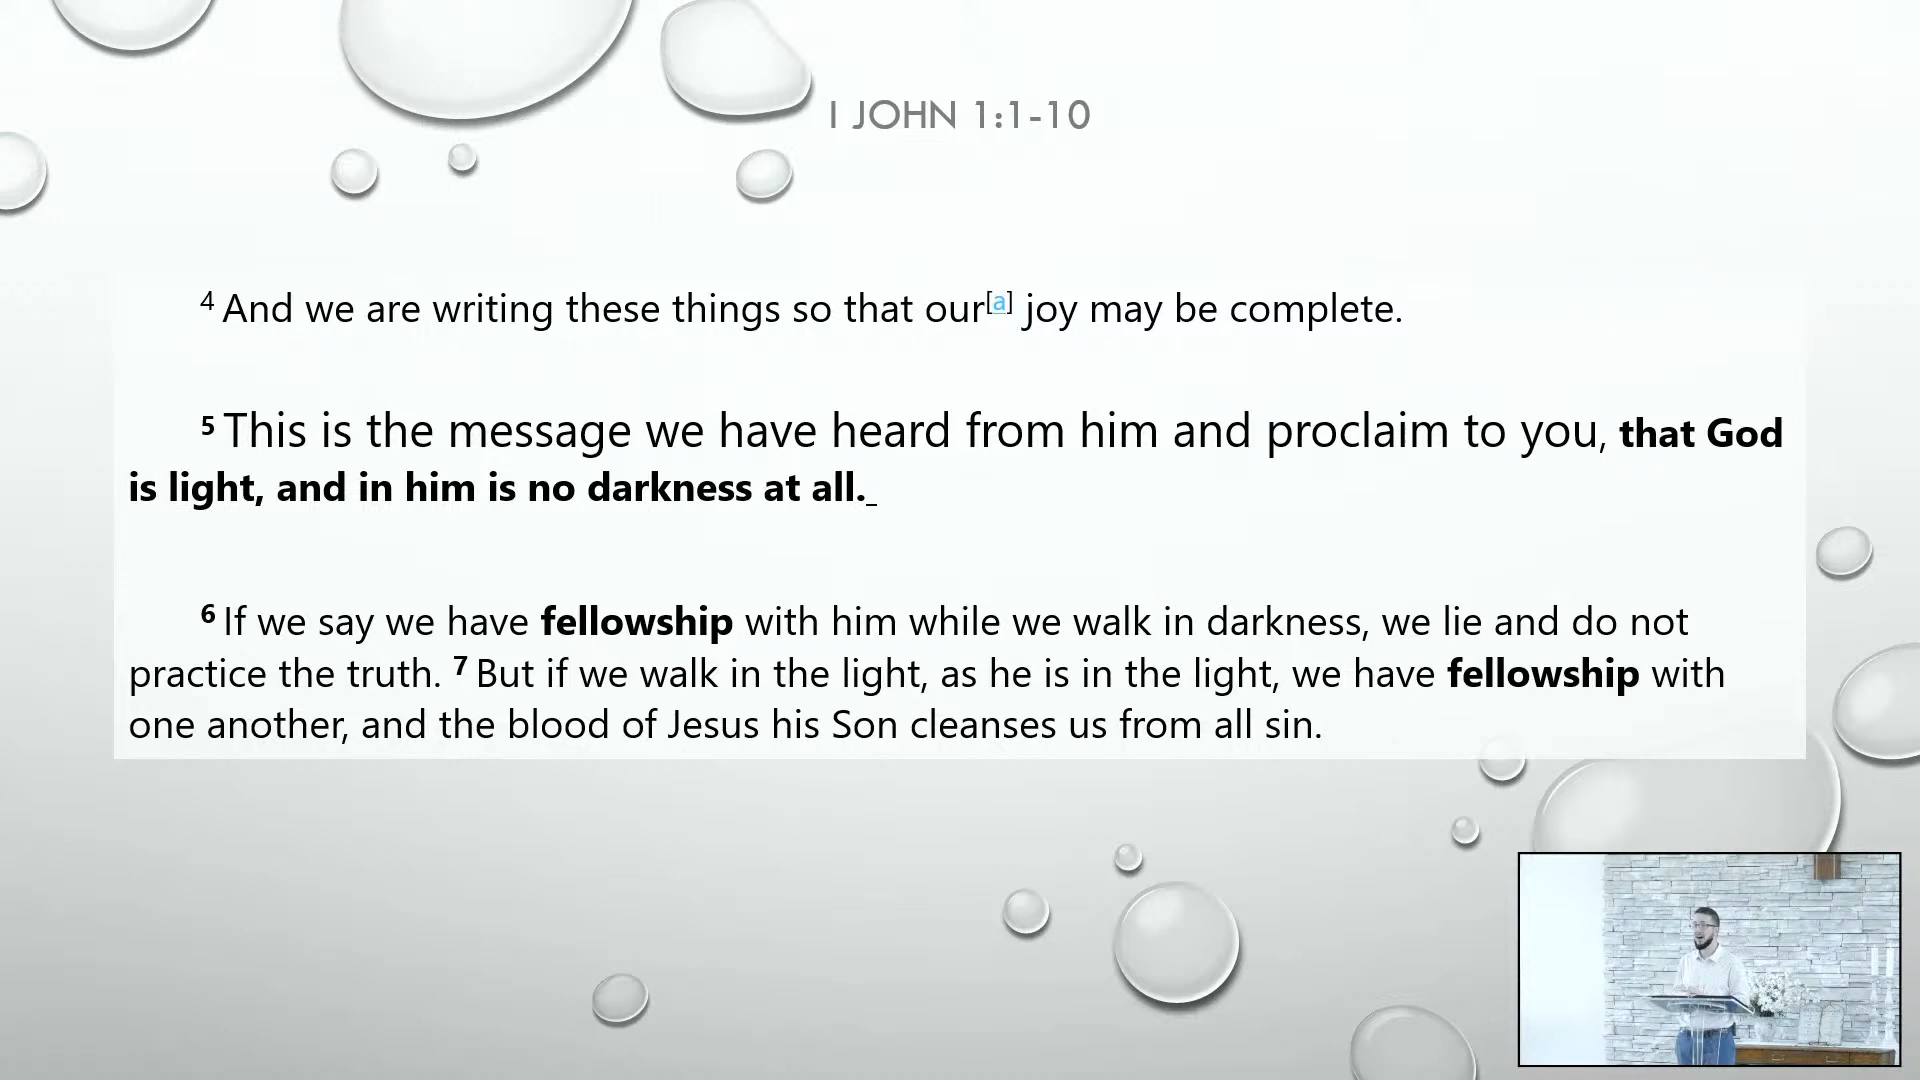 I JOHN 1:1-10
4 And we are writing these things so that our[a] joy may be complete.
5 This is the message we have heard from him and proclaim to you, that God
is light, and in him is no darkness at all.
6 If we say we have fellowship with him while we walk in darkness, we lie and do not
practice the truth. 7 But if we walk in the light, as he is in the light, we have fellowship with
one another, and the blood of Jesus his Son cleanses us from all sin.